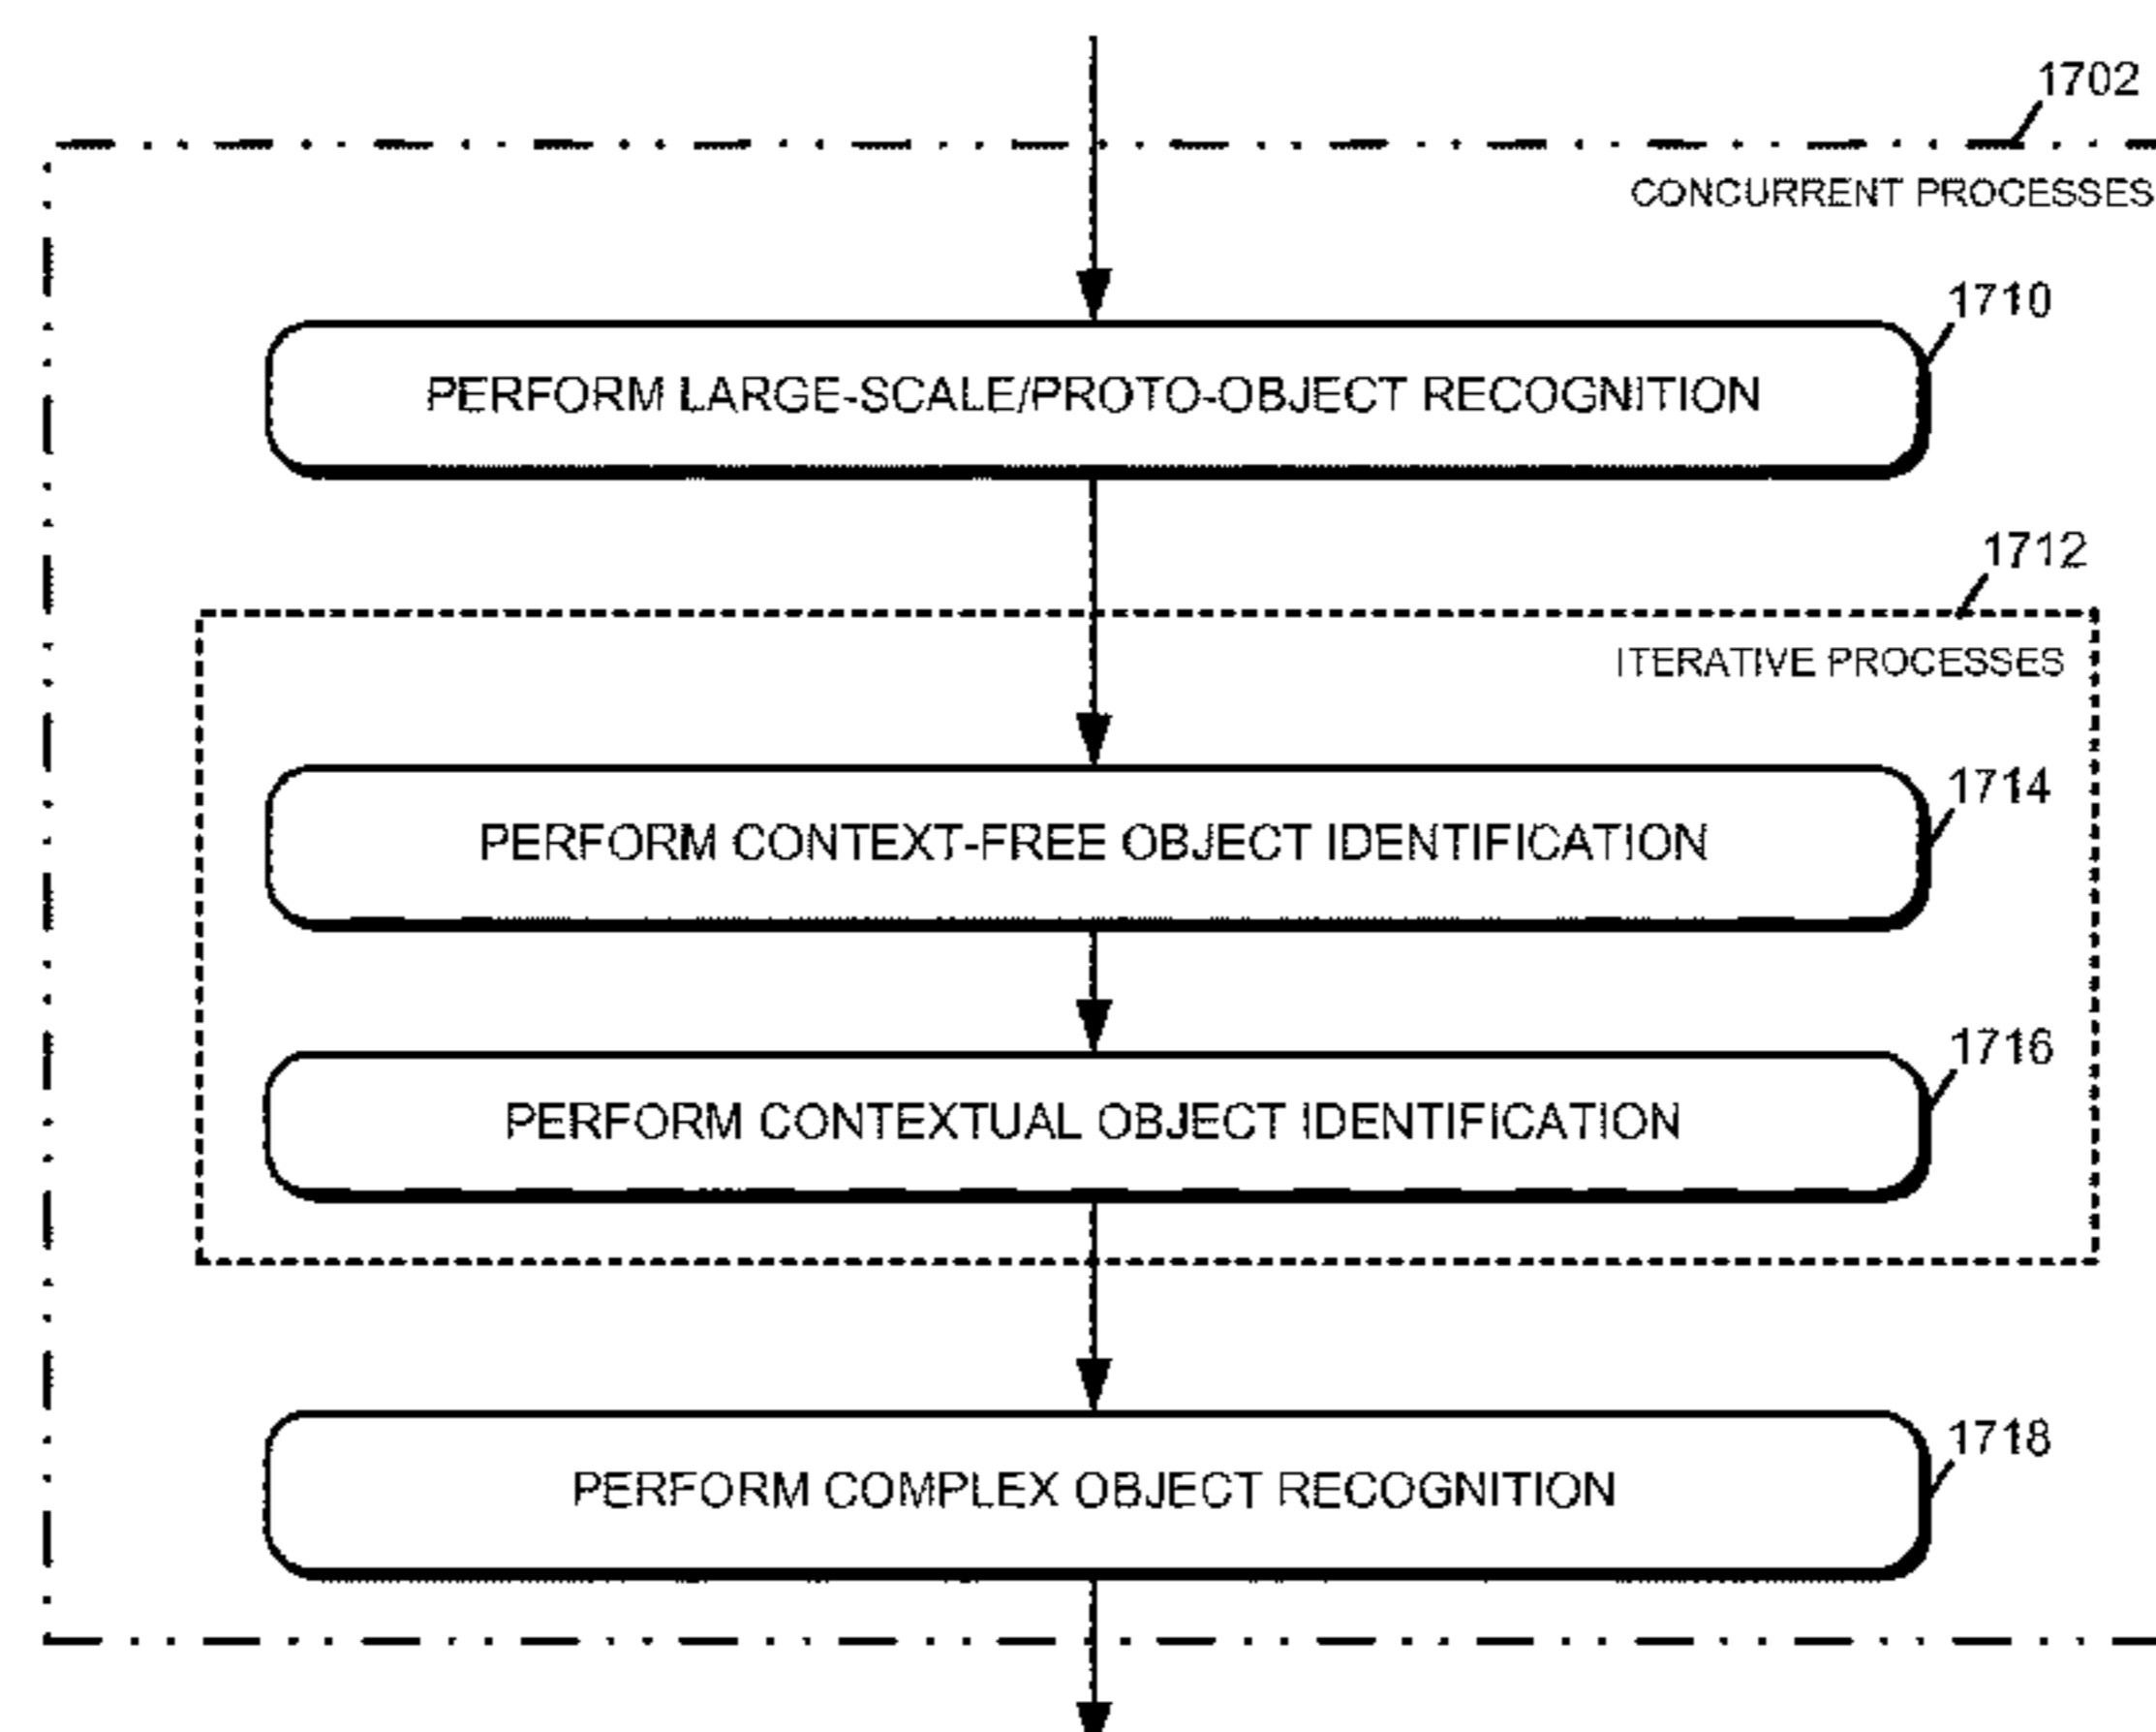 1702
CONCURRENT PROCESSES
1710
PERFORM LARGE-SCALE/PROTO-OBJECT RECOGNITION
1712
ITERATIVE PROCESSES
1714
PERFORM CONTEXT-FREE OBJECT IDENTIFICATION
1716
PERFORM CONTEXTUAL OBJECT IDENTIFICATION
1718
PERFORM COMPLEX OBJECT RECOGNITION